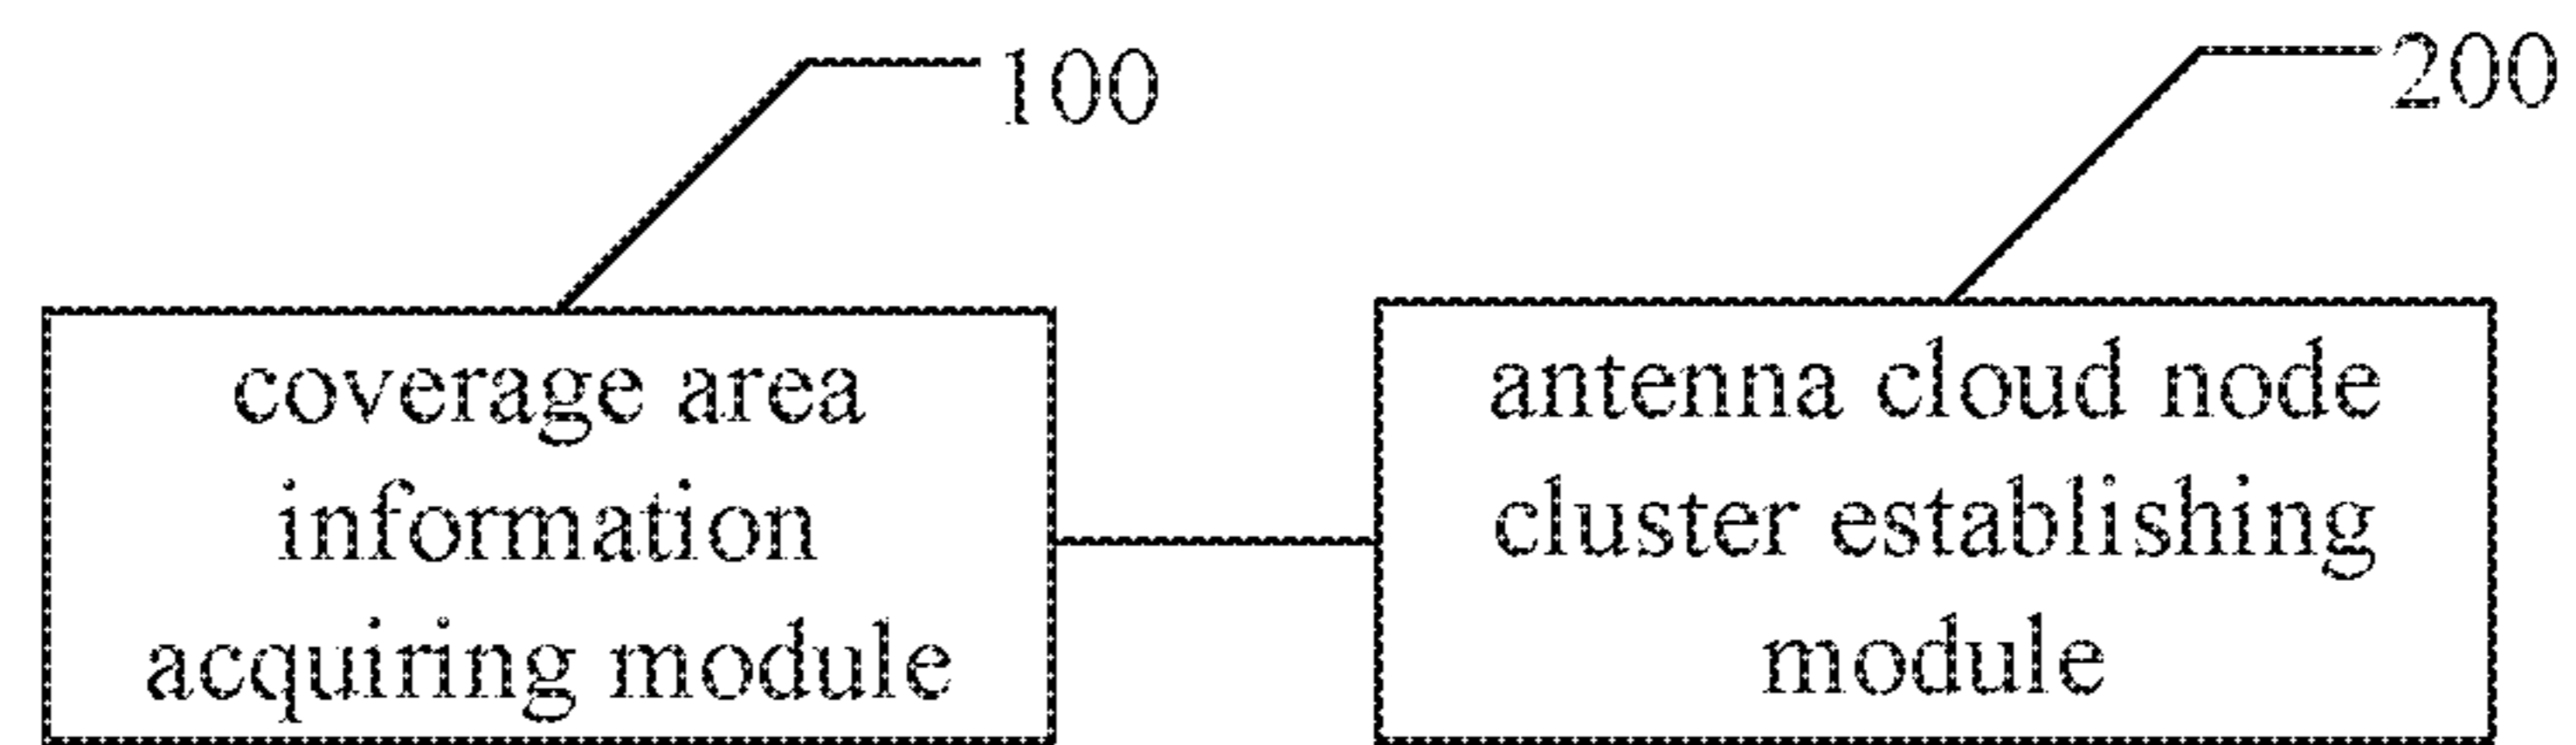 100
200
coverage area
information
acquiring module
antenna cloud node
cluster establishing
module